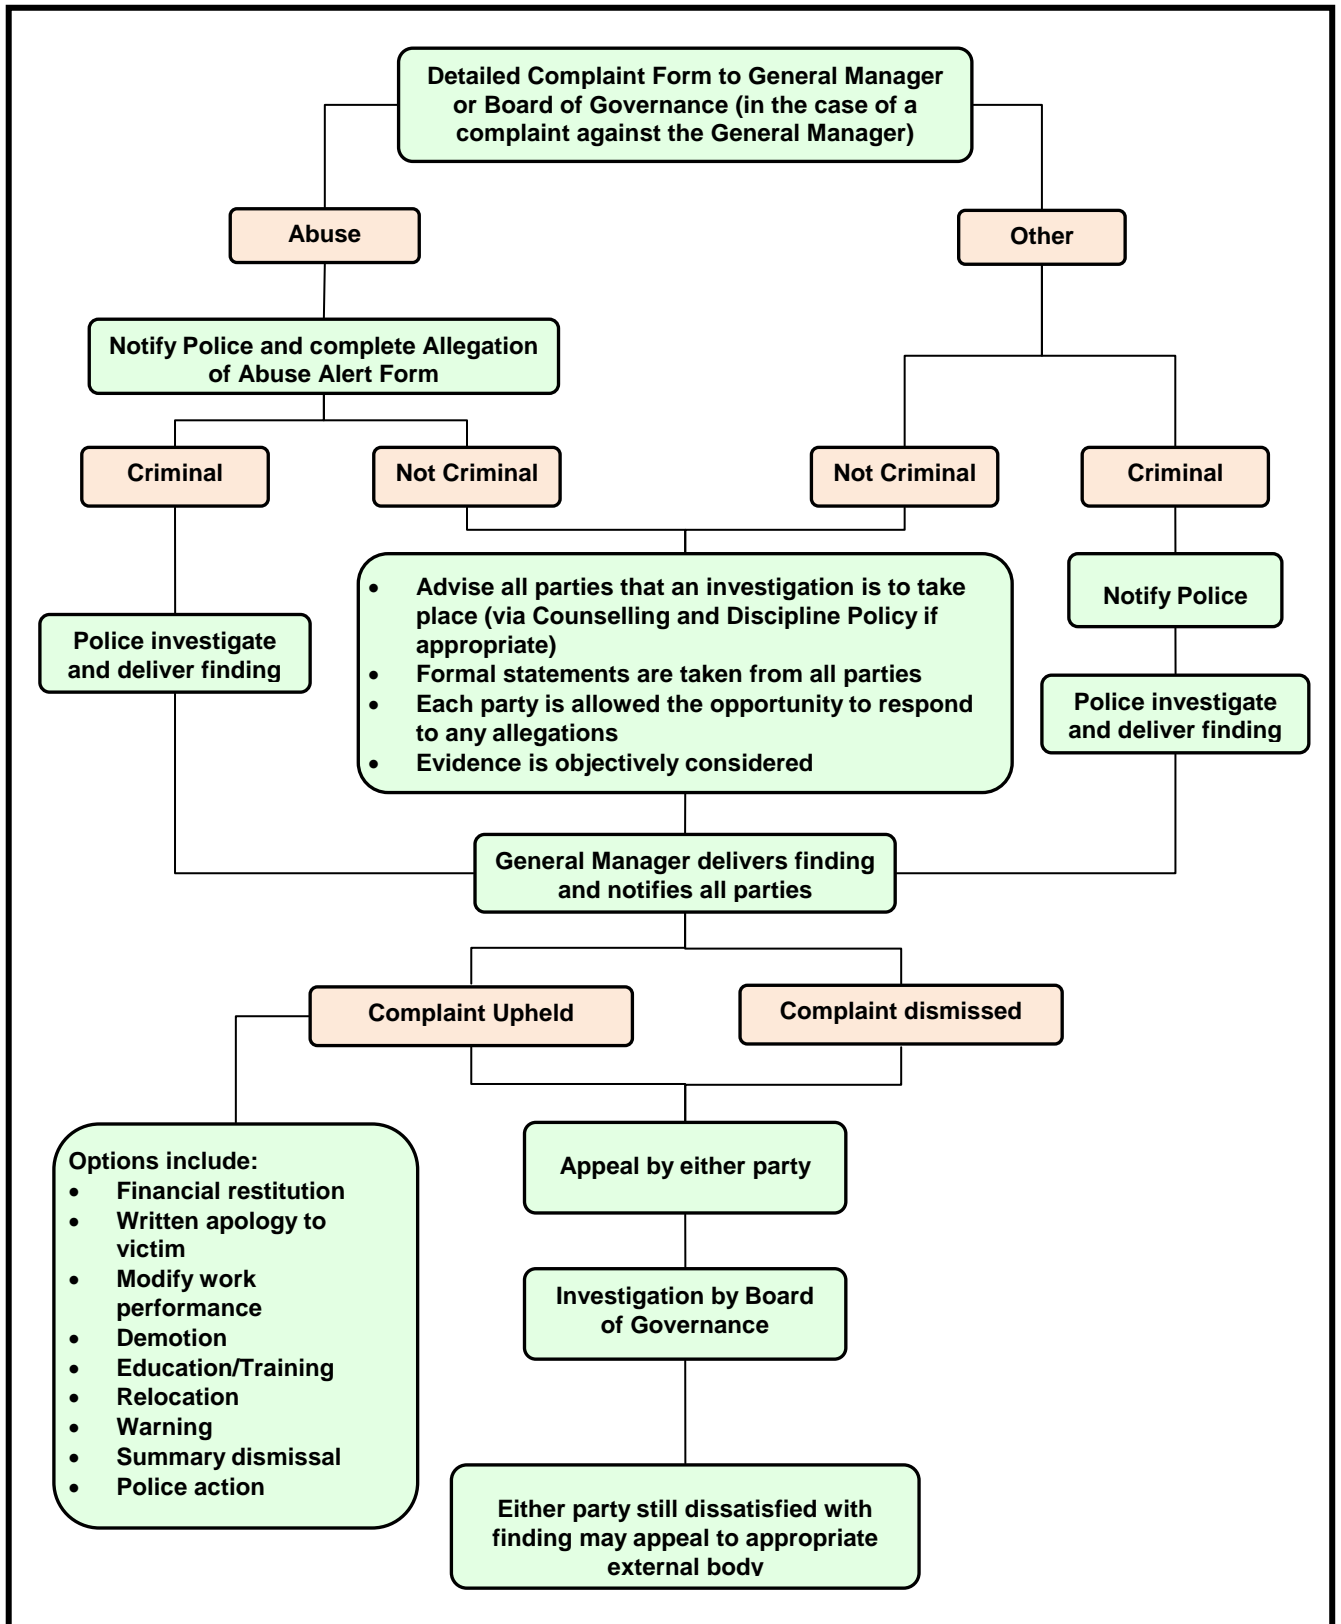 Detailed Complaint Form to General Manager
or Board of Governance (in the case of a
complaint against the General Manager)
Abuse
Other
Notify Police and complete Allegation
of Abuse Alert Form
Criminal
Not Criminal
Not Criminal
Criminal
• Advise all parties that an investigation is to take
place (via Counselling and Discipline Policy if
appropriate)
• Formal statements are taken from all parties
• Each party is allowed the opportunity to respond
to any allegations
• Evidence is objectively considered
Notify Police
Police investigate
and deliver finding
Police investigate
and deliver finding
General Manager delivers finding
and notifies all parties
Complaint Upheld
Complaint dismissed
Options include:
• Financial restitution
• Written apology to
victim
• Modify work
performance
• Demotion
• Education/Training
• Relocation
• Warning
• Summary dismissal
• Police action
Appeal by either party
Investigation by Board
of Governance
Either party still dissatisfied with
finding may appeal to appropriate
external body